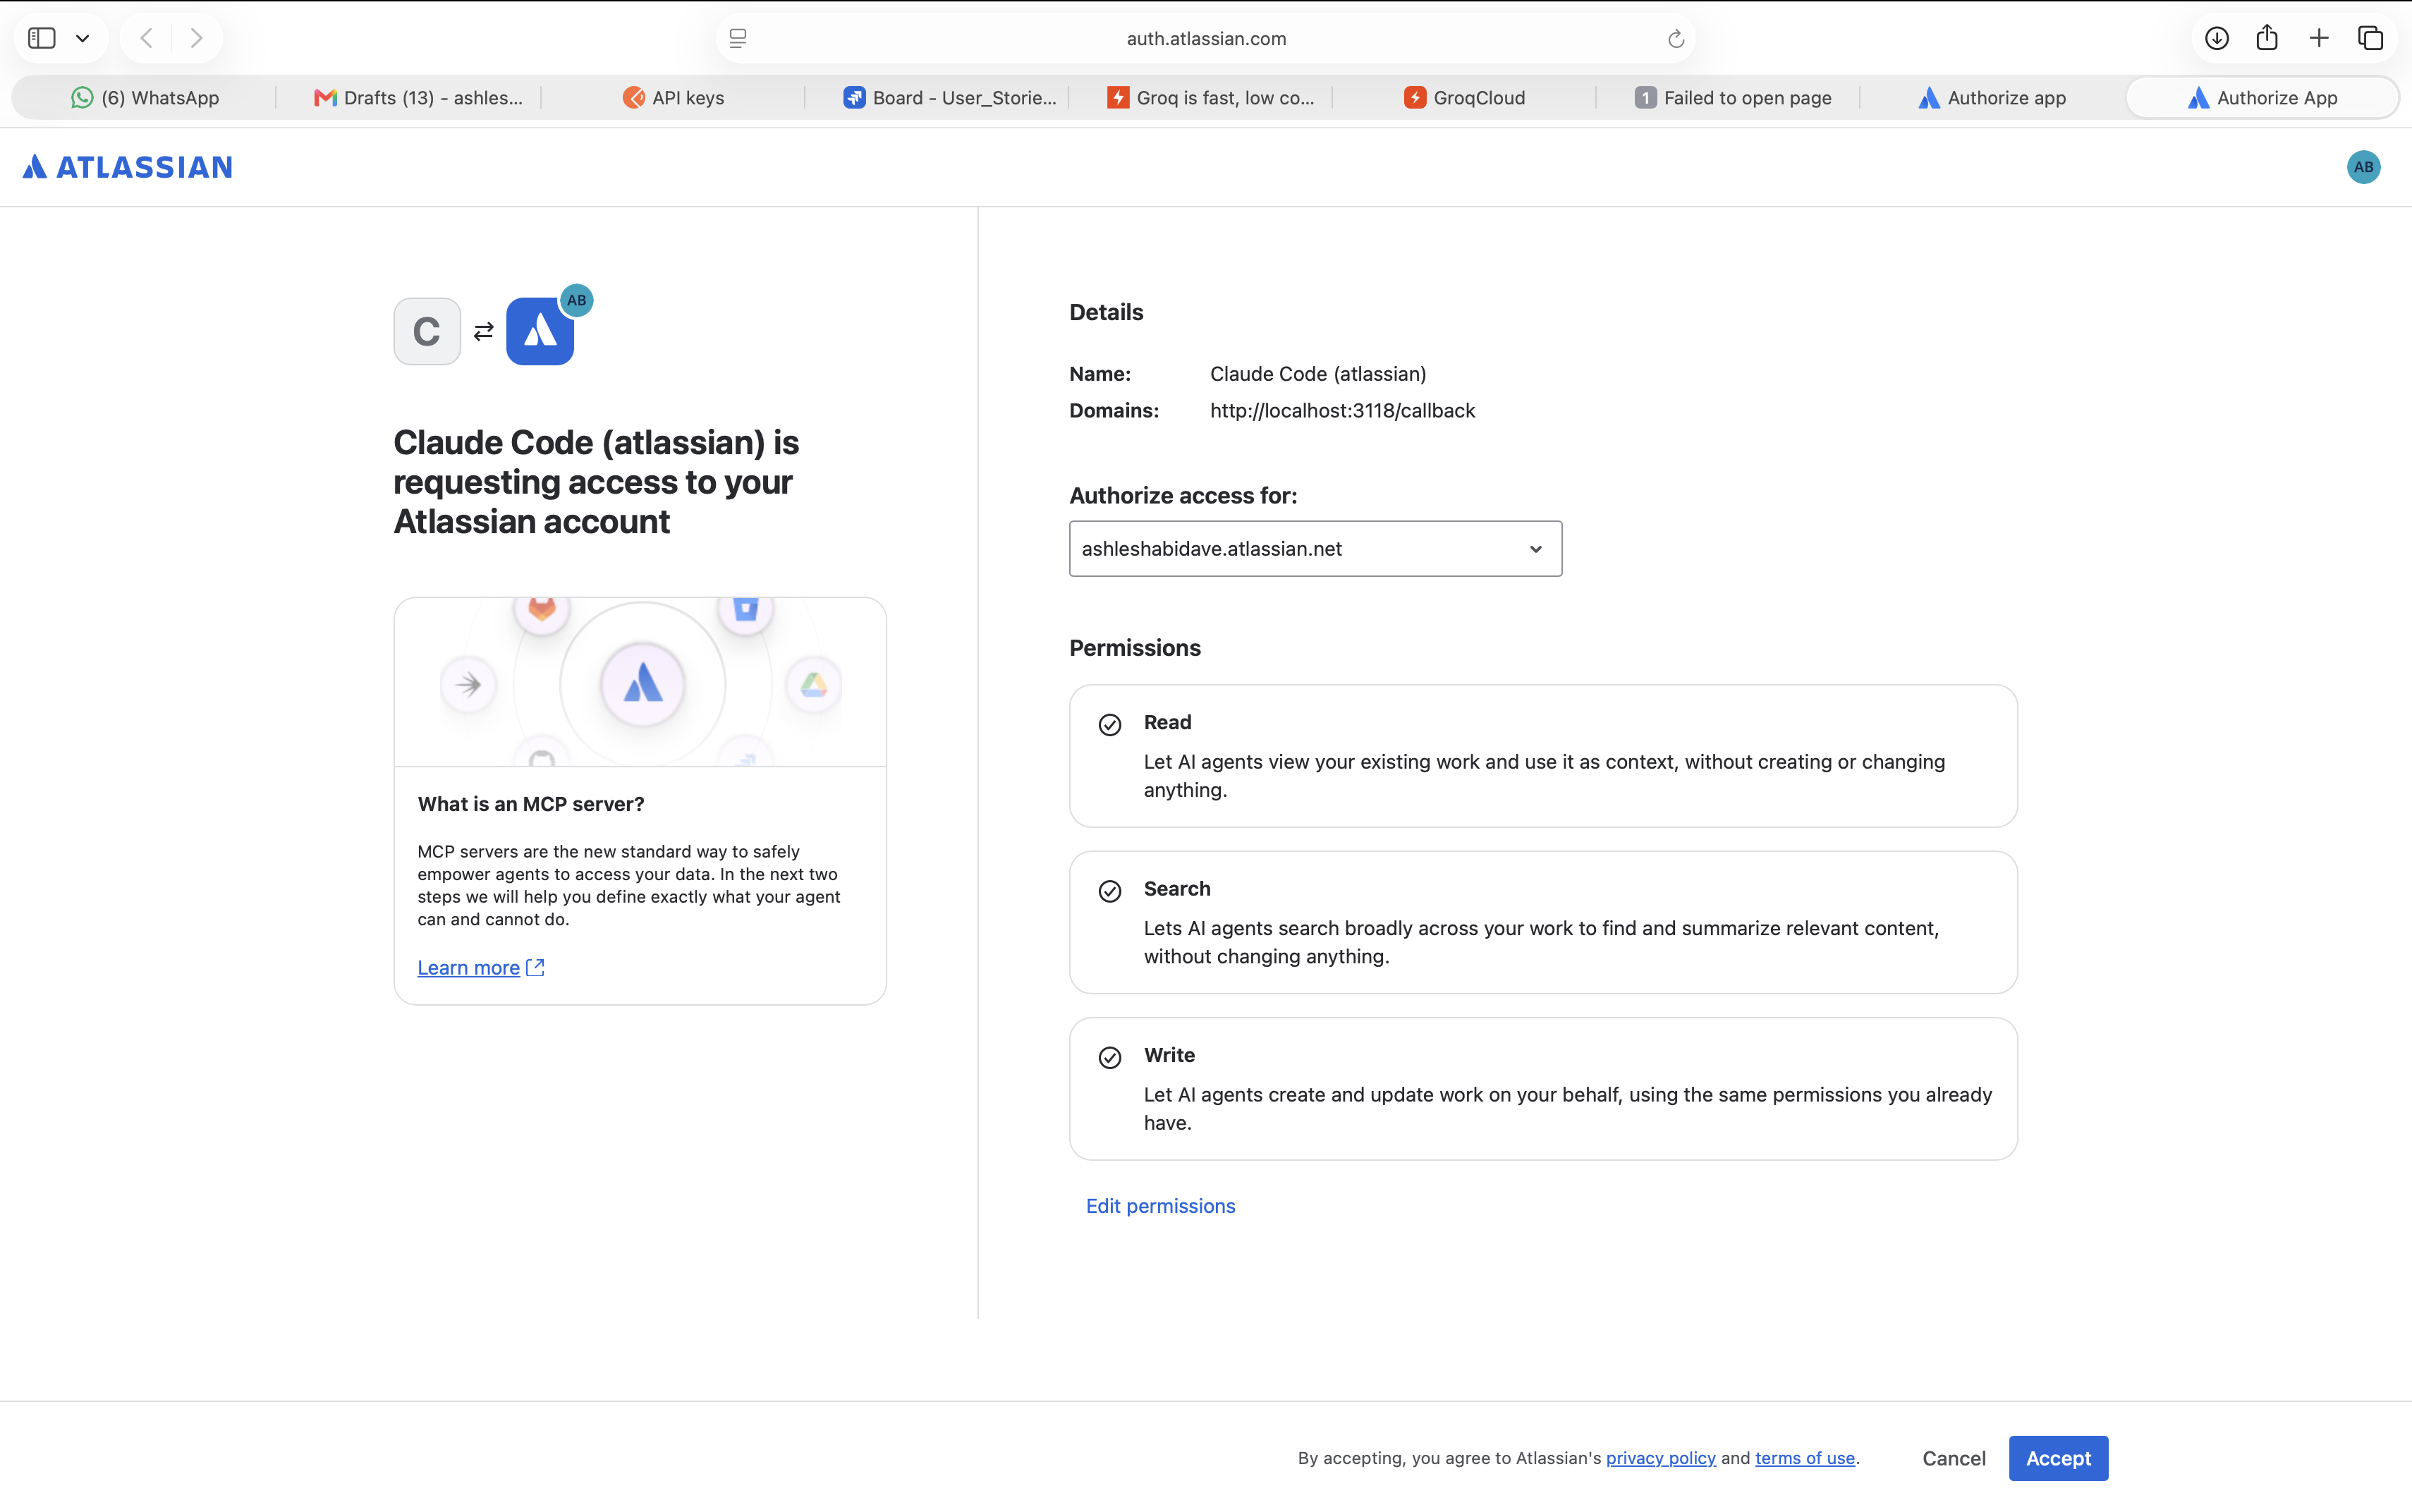 auth.atlassian.com
(6) WhatsApp
Drafts (13) - ashles...
API keys
Board - User_Storie...
Groq is fast, low co...
GroqCloud
1 Failed to open page
Authorize app
Authorize App
ATLASSIAN
AB
C
AB
Claude Code (atlassian) is
requesting access to your
Atlassian account
What is an MCP server?
MCP servers are the new standard way to safely
empower agents to access your data. In the next two
steps we will help you define exactly what your agent
can and cannot do.
Learn more
Details
Name: Claude Code (atlassian)
Domains: http://localhost:3118/callback
Authorize access for:
ashleshabidave.atlassian.net
Permissions
Read
Let AI agents view your existing work and use it as context, without creating or changing
anything.
Search
Lets AI agents search broadly across your work to find and summarize relevant content,
without changing anything.
Write
Let AI agents create and update work on your behalf, using the same permissions you already
have.
Edit permissions
By accepting, you agree to Atlassian's privacy policy and terms of use.
Cancel
Accept